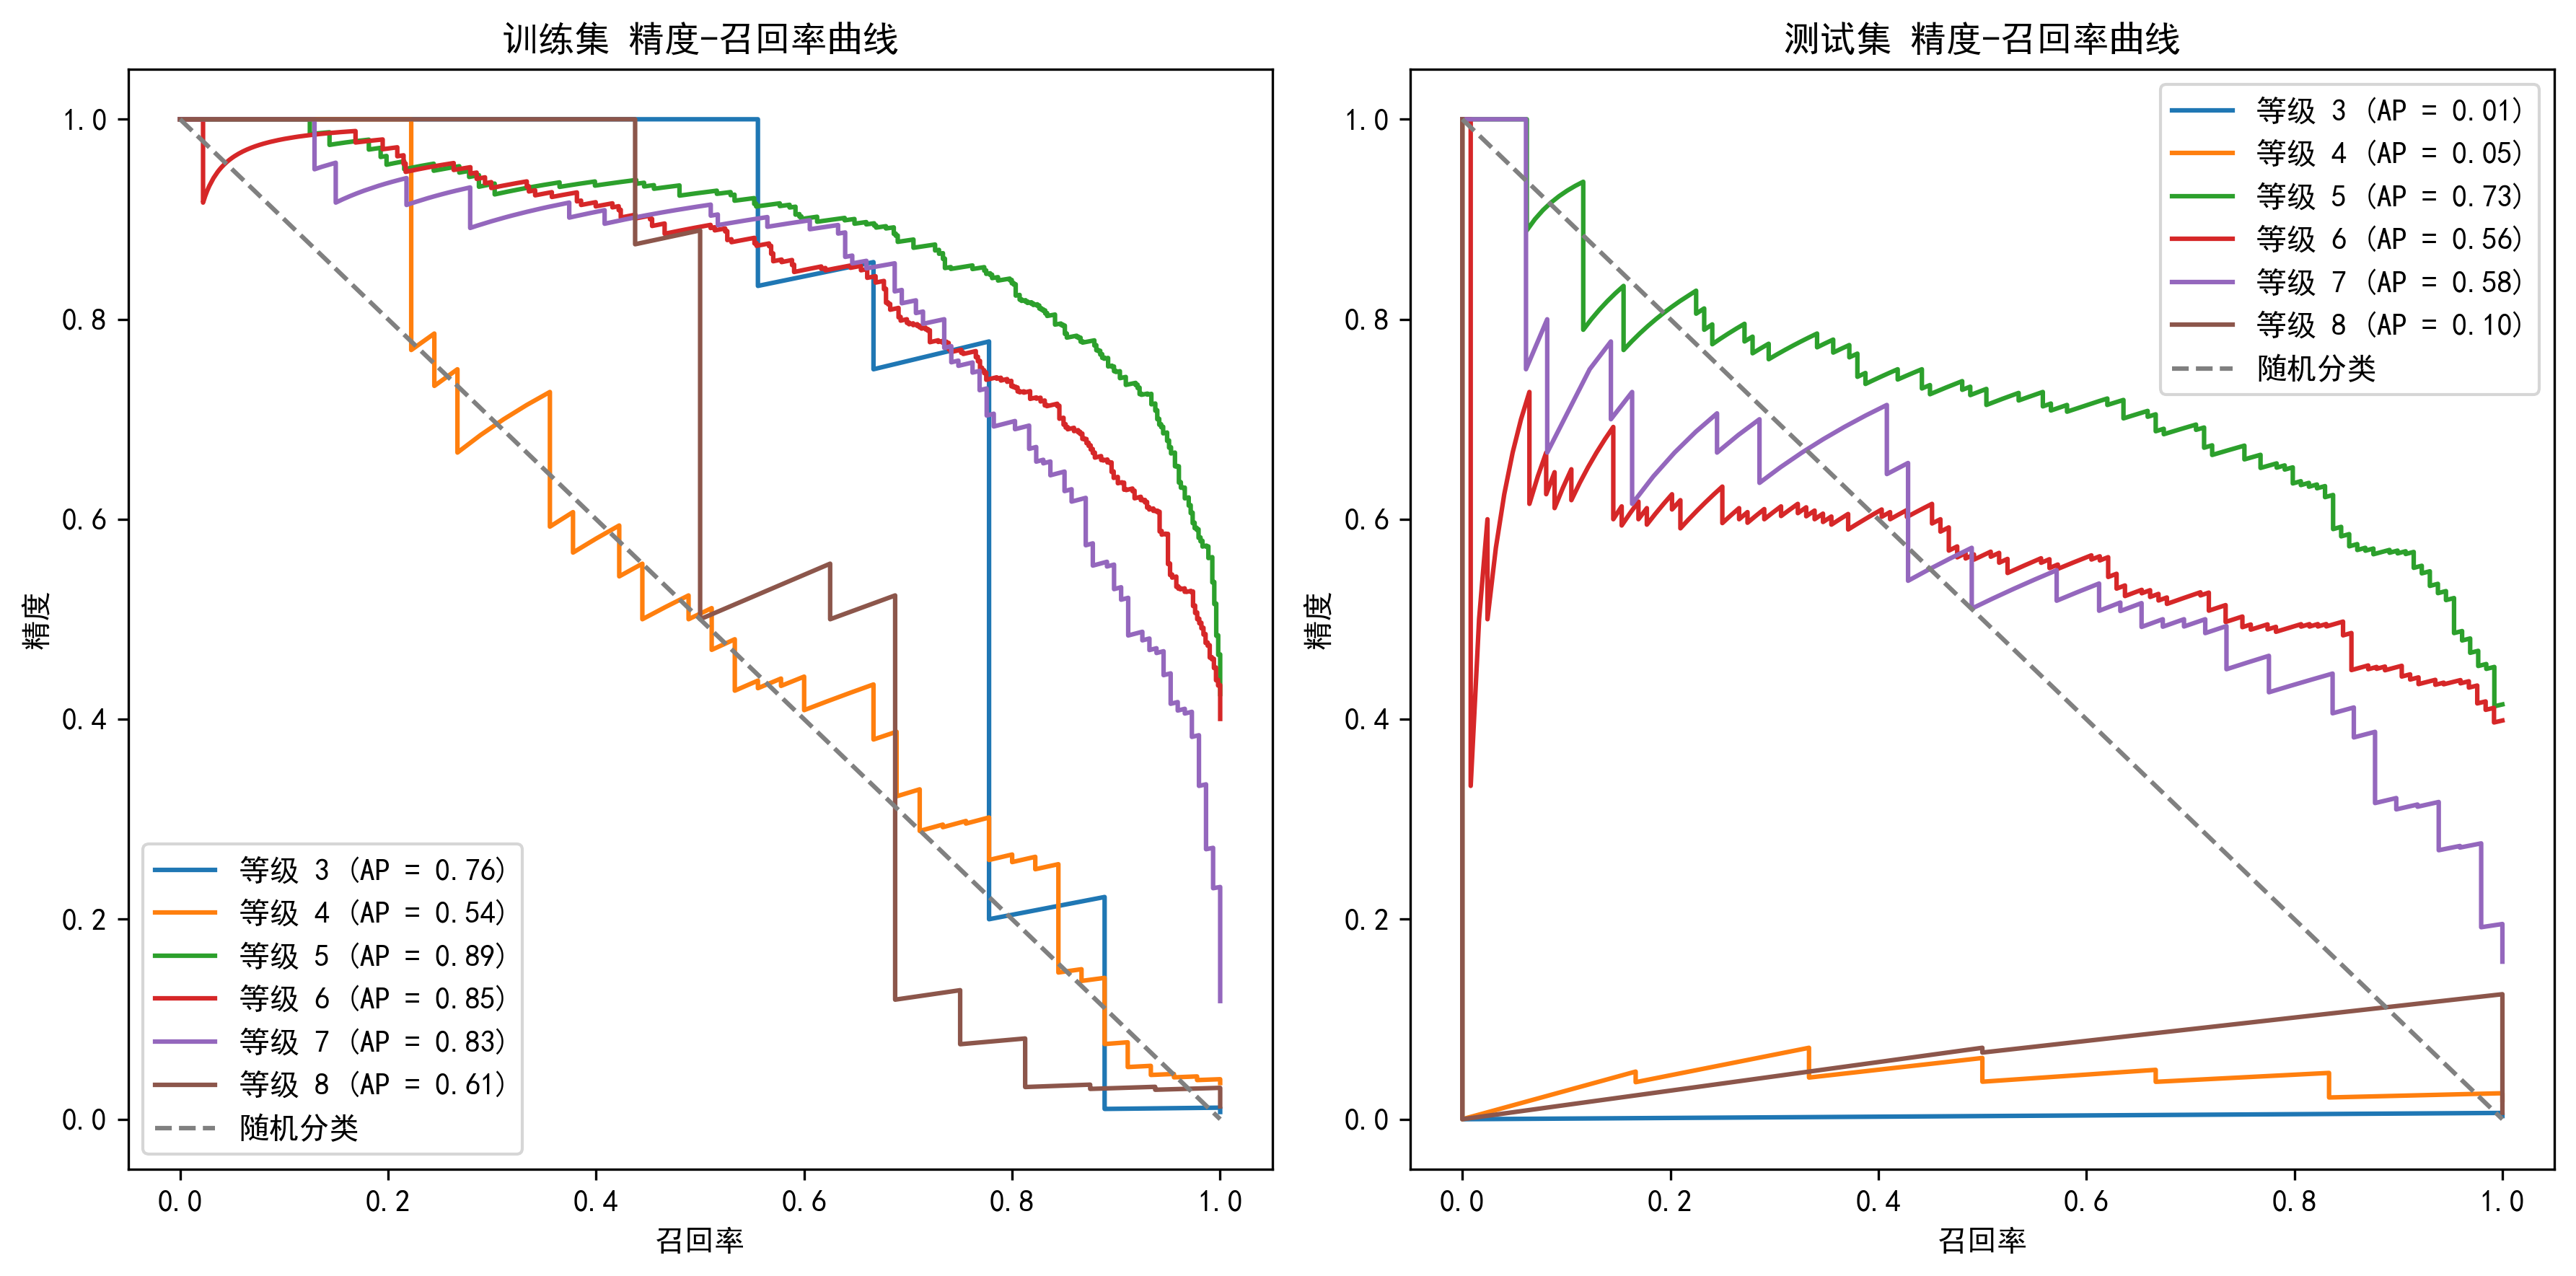 训练集 精度-召回率曲线
精度
1.0
0.8
0.6
0.4
0.2
0.0
等级 3 (AP = 0.76)
等级 4 (AP = 0.54)
等级 5 (AP = 0.89)
等级 6 (AP = 0.85)
等级 7 (AP = 0.83)
等级 8 (AP = 0.61)
随机分类
0.0 0.2 0.4 0.6 0.8 1.0
召回率
测试集 精度-召回率曲线
精度
1.0
0.8
0.6
0.4
0.2
0.0
等级 3 (AP = 0.01)
等级 4 (AP = 0.05)
等级 5 (AP = 0.73)
等级 6 (AP = 0.56)
等级 7 (AP = 0.58)
等级 8 (AP = 0.10)
随机分类
0.0 0.2 0.4 0.6 0.8 1.0
召回率